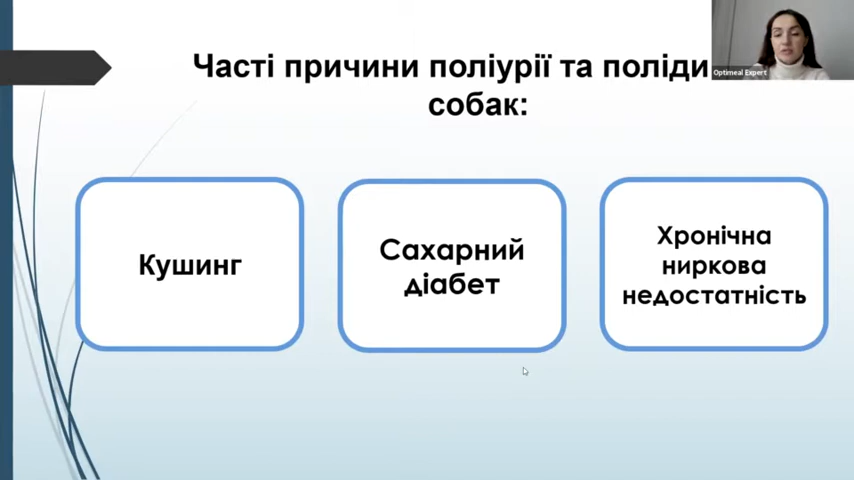 Часті причини поліурії та поліди
собак:
Optimeal Expert
Кушинг
Сахарний
діабет
Хронічна
ниркова
недостатність